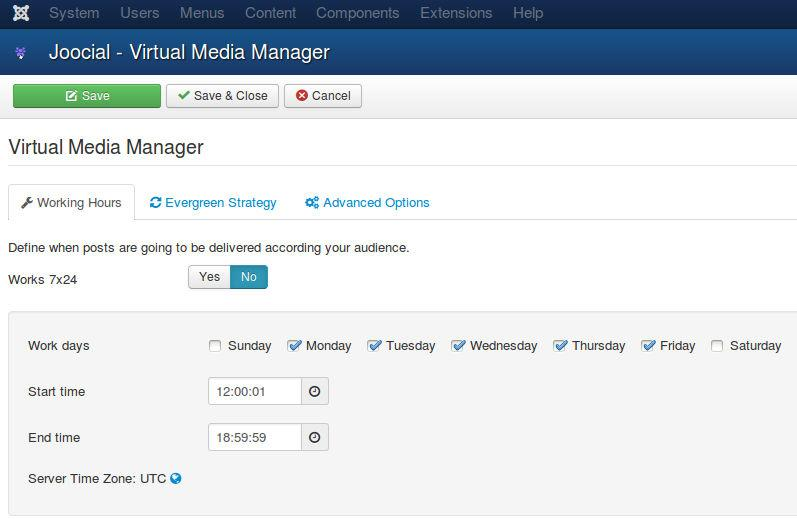 System Users Menus Content Components Extensions Help
Joocial - Virtual Media Manager
Save Save & Close Cancel
Virtual Media Manager
Working Hours Evergreen Strategy Advanced Options
Define when posts are going to be delivered according your audience.
Works 7x24 Yes No
Work days Sunday Monday Tuesday Wednesday Thursday Friday Saturday
Start time 12:00:01
End time 18:59:59
Server Time Zone: UTC